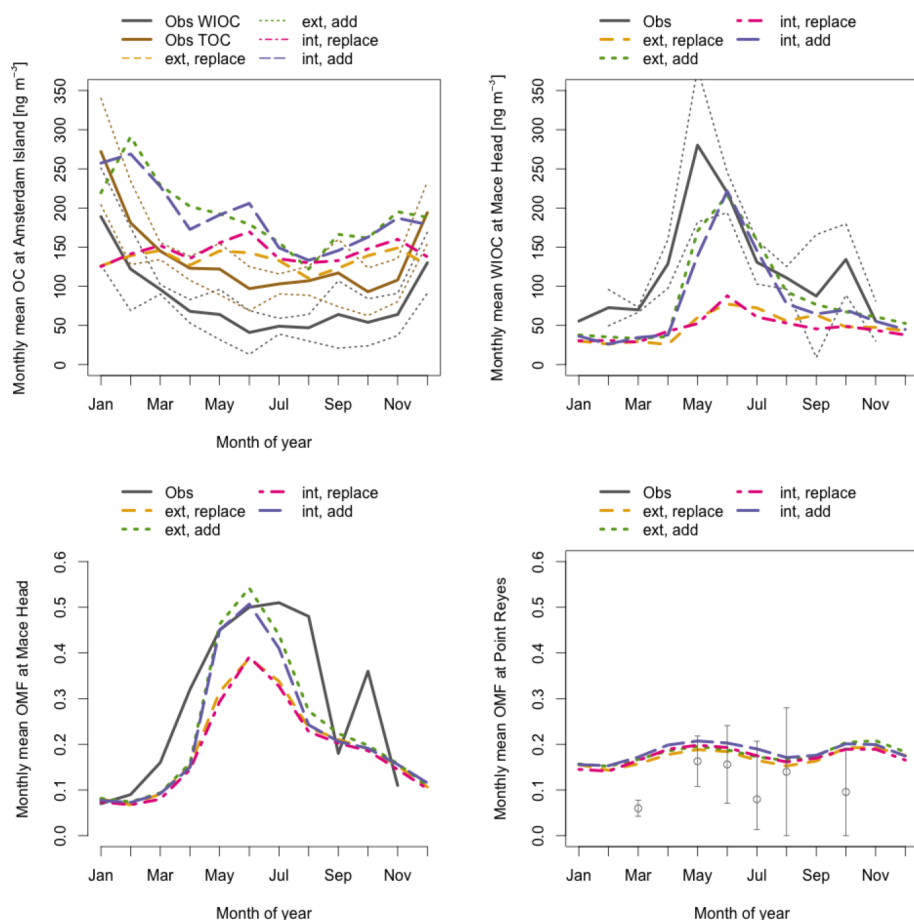 Obs WIOC
Obs TOC
ext, replace
ext, add
int, replace
int, add
Monthly mean OC at Amsterdam Island [ng m⁻³]
350
300
250
200
150
100
50
0
Jan Mar May Jul Sep Nov
Month of year
Obs
ext, replace
ext, add
int, replace
int, add
Monthly mean WIOC at Mace Head [ng m⁻³]
350
300
250
200
150
100
50
0
Jan Mar May Jul Sep Nov
Month of year
Obs
ext, replace
ext, add
int, replace
int, add
Monthly mean OMF at Mace Head
0.6
0.5
0.4
0.3
0.2
0.1
0.0
Jan Mar May Jul Sep Nov
Month of year
Obs
ext, replace
ext, add
int, replace
int, add
Monthly mean OMF at Point Reyes
0.6
0.5
0.4
0.3
0.2
0.1
0.0
Jan Mar May Jul Sep Nov
Month of year